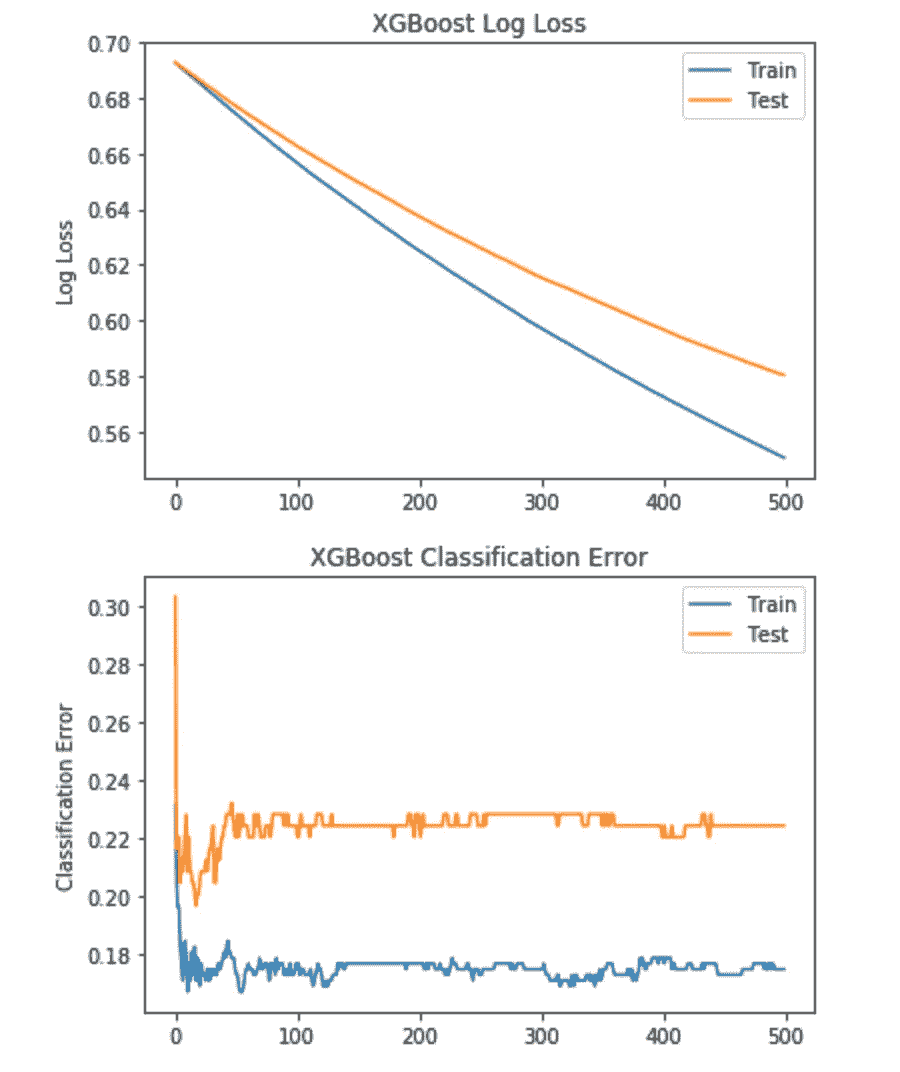 XGBoost Log Loss
0.70
0.68
0.66
0.64
0.62
0.60
0.58
0.56
Log Loss
Train
Test
0 100 200 300 400 500
XGBoost Classification Error
0.30
0.28
0.26
0.24
0.22
0.20
0.18
Classification Error
Train
Test
0 100 200 300 400 500